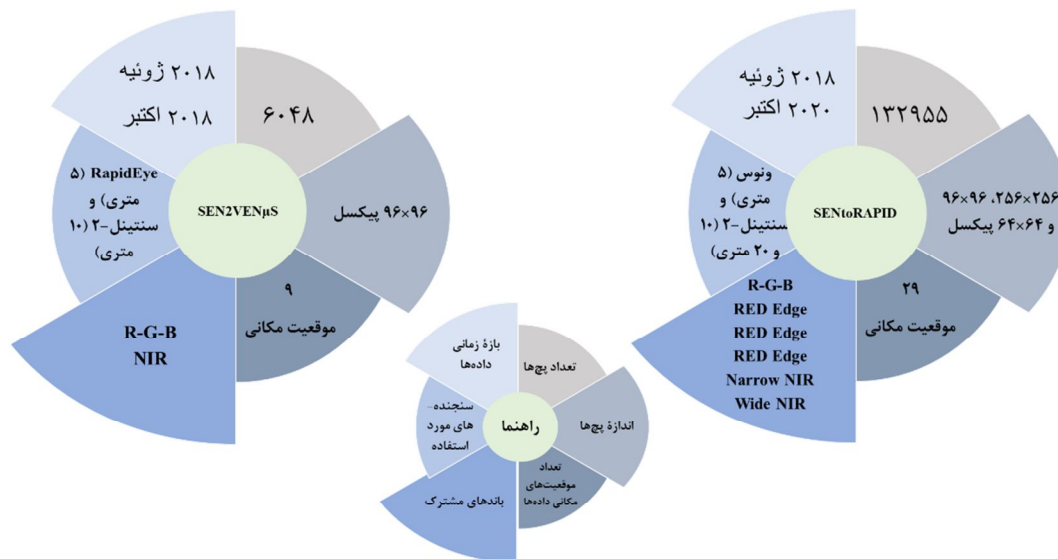 ۲۰۱۸ ژوئیه
۲۰۱۸ اکتبر
۶۰۴۸
RapidEye (۵
متری) و
سنتینل-۲ (۱۰
متری)
SEN2VENµS
۹۶×۹۶ پیکسل
R-G-B
NIR
۹
موقعیت مکانی
۲۰۱۸ ژوئیه
۲۰۲۰ اکتبر
۱۳۲۹۵۵
ونوس (۵
متری) و
سنتینل-۲ (۱۰
و ۲۰ متری)
SENtoRAPID
۲۵۶×۲۵۶، ۹۶×۹۶
و ۶۴×۶۴ پیکسل
R-G-B
RED Edge
RED Edge
RED Edge
Narrow NIR
Wide NIR
۲۹
موقعیت مکانی
بازۀ زمانی
داده‌ها
تعداد پچ‌ها
سنجنده-
های مورد
استفاده
راهنما
اندازۀ پچ‌ها
باندهای مشترک
تعداد
موقعیت‌های
مکانی داده‌ها